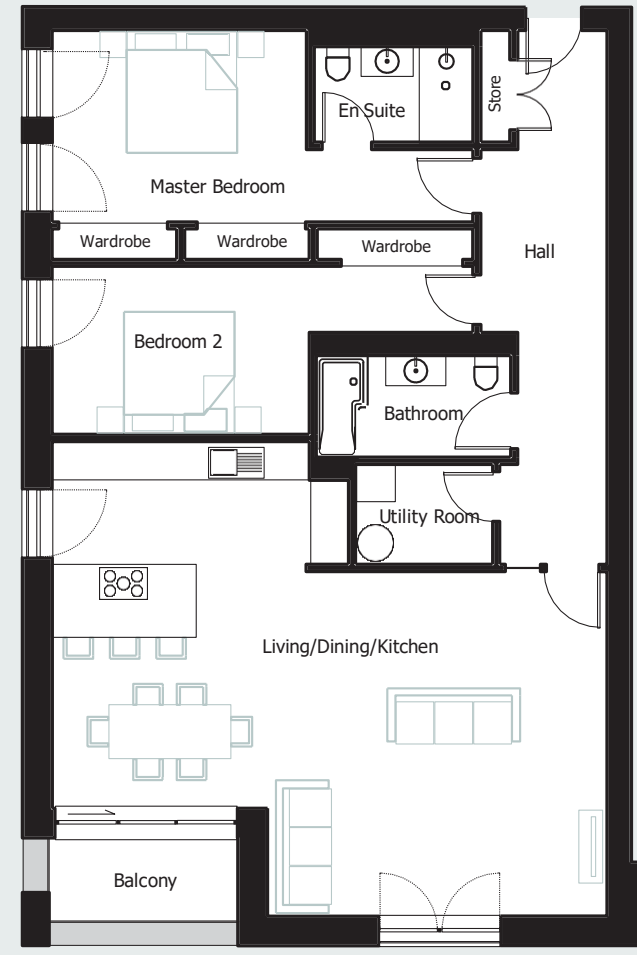 Store
En Suite
Master Bedroom
Wardrobe
Wardrobe
Wardrobe
Hall
Bedroom 2
Bathroom
Utility Room
Living/Dining/Kitchen
Balcony